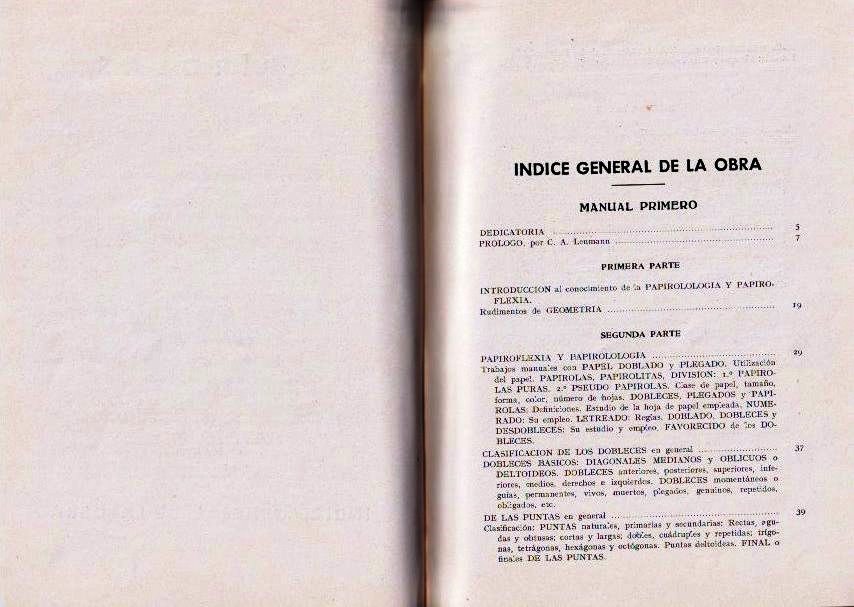 INDICE GENERAL DE LA OBRA
MANUAL PRIMERO
DEDICATORIA 5
PROLOGO, por C. A. Leumann 7
PRIMERA PARTE
INTRODUCCION al conocimiento de la PAPIROLOLOGIA Y PAPIRO-
FLEXIA.
Rudimentos de GEOMETRIA 19
SEGUNDA PARTE
PAPIROFLEXIA Y PAPIROLOLOGIA 29
Trabajos manuales con PAPEL DOBLADO y PLEGADO. Utilización
del papel. PAPIROLAS, PAPIROLITAS, DIVISION: 1.º PAPIRO-
LAS PURAS. 2.º PSEUDO PAPIROLAS. Clase de papel, tamaño,
forma, color, número de hojas. DOBLECES, PLEGADOS y PAPI-
ROLAS: Definiciones. Estudio de la hoja de papel empleada, NUME-
RADO: Su empleo. LETREADO: Reglas. DOBLADO. DOBLECES y
DESDOBLECES: Su estudio y empleo. FAVORECIDO de los DO-
BLECES.
CLASIFICACION DE LOS DOBLECES en general 37
DOBLECES BASICOS: DIAGONALES MEDIANOS y OBLICUOS o
DELTOIDEOS. DOBLECES anteriores, posteriores, superiores, infe-
riores, medios, derechos e izquierdos. DOBLECES momentáneos o
guías, permanentes, vivos, muertos, plegados, genuinos, repetidos,
obligados, etc.
DE LAS PUNTAS en general 39
Clasificación: PUNTAS naturales, primarias y secundarias; Rectas, agu-
das y obtusas; cortas y largas; dobles, cuádruples y repetidas; trígo-
nas, tetrágonas, hexágonas y octógonas. Puntas deltoideas. FINAL o
finales DE LAS PUNTAS.